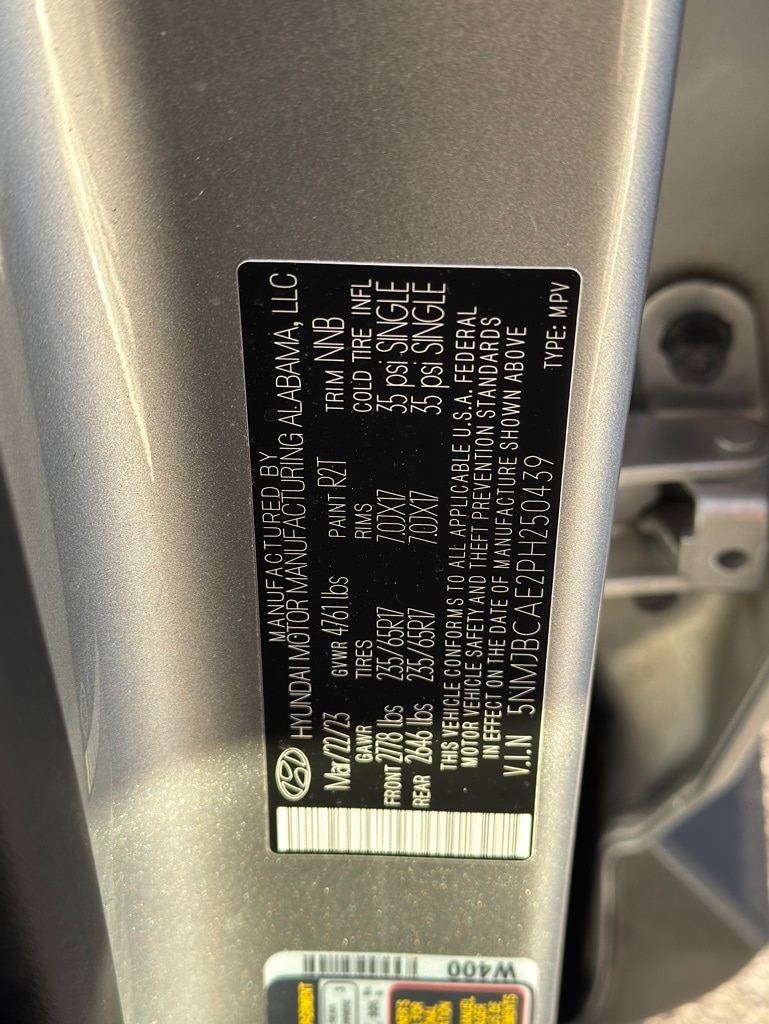 MANUFACTURED BY
HYUNDAI MOTOR MANUFACTURING ALABAMA, LLC
Mar/22/23 GVWR 4761 lbs PAINT R2T TRIM NNB
GAWR TIRES RIMS COLD TIRE INFL
FRONT 2778 lbs 235/65R17 7.0JX17 35 psi SINGLE
REAR 2646 lbs 235/65R17 7.0JX17 35 psi SINGLE
THIS VEHICLE CONFORMS TO ALL APPLICABLE U.S.A. FEDERAL
MOTOR VEHICLE SAFETY AND THEFT PREVENTION STANDARDS
IN EFFECT ON THE DATE OF MANUFACTURE SHOWN ABOVE
V.I.N 5NMJBCAE2PH250439
TYPE: MPV
W400